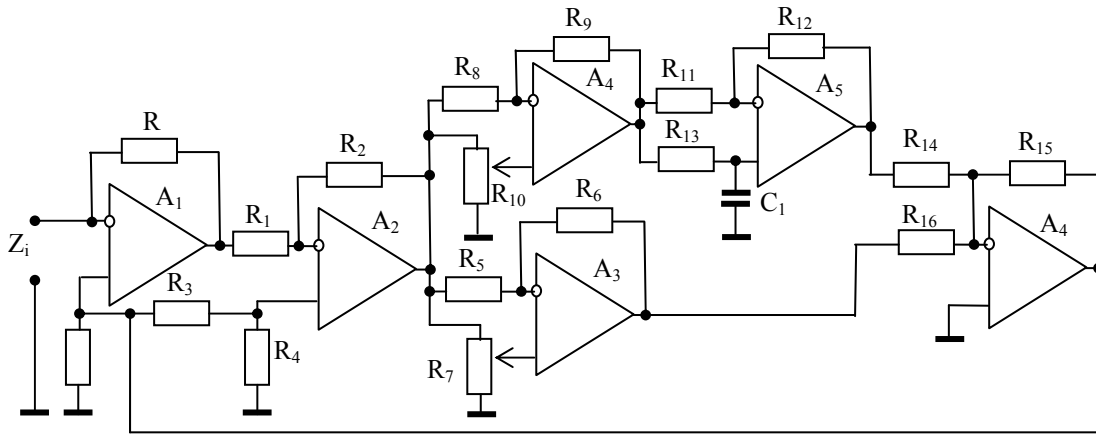 R₉
R₁₂
R₈
A₄
R₁₁
A₅
R
R₂
R₁₃
R₁₄
R₁₅
R₁₀
R₆
C₁
A₁
R₁
A₂
R₁₆
A₄
Zᵢ
R₅
A₃
R₃
R₄
R₇